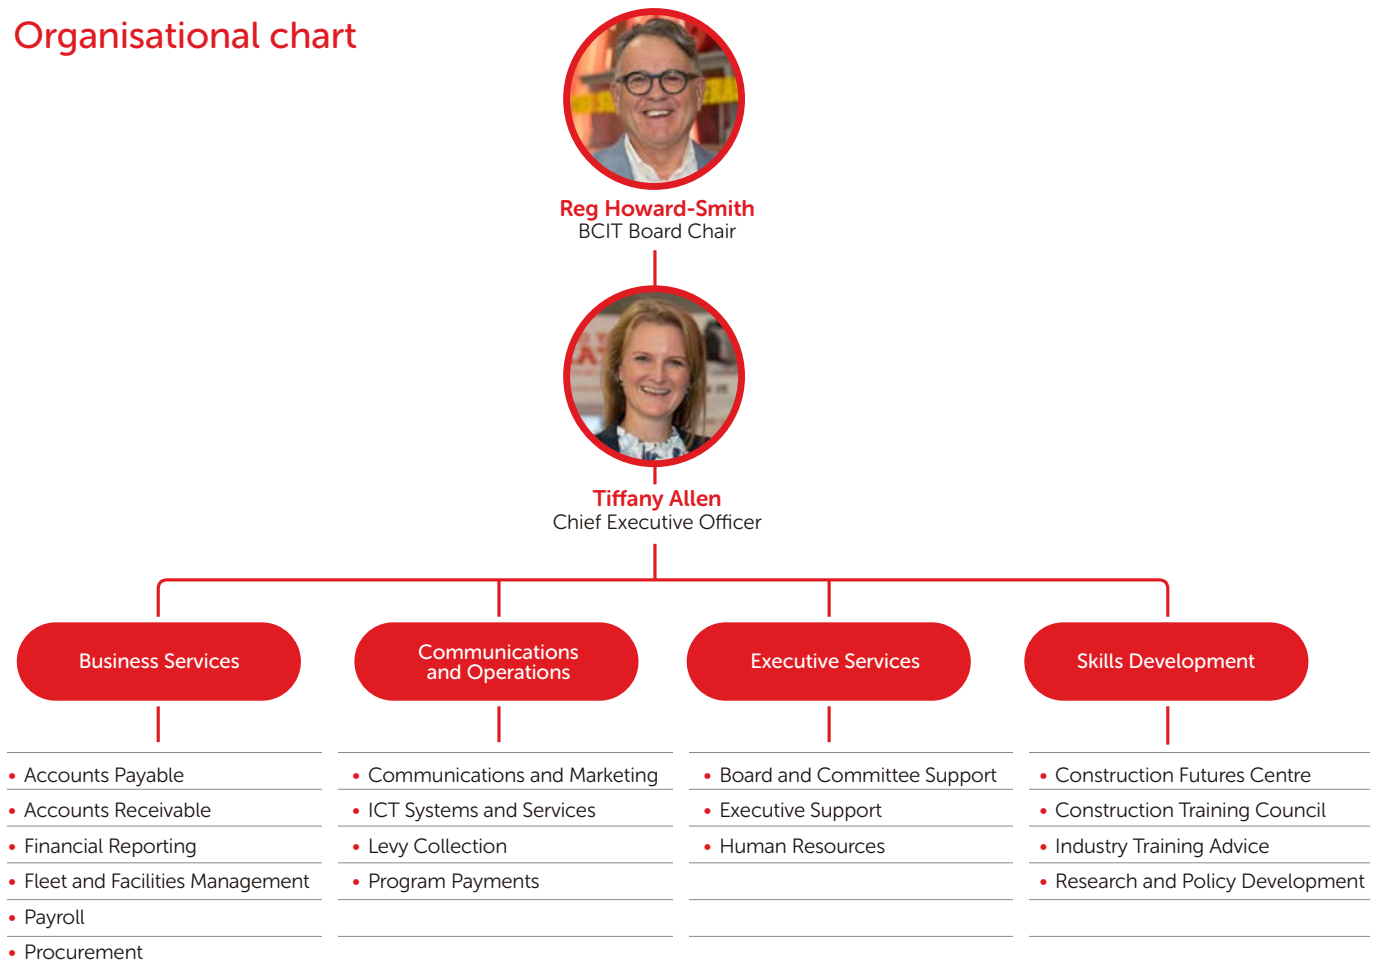 Organisational chart
Reg Howard-Smith
BCIT Board Chair
Tiffany Allen
Chief Executive Officer
Business Services
Communications
and Operations
Executive Services
Skills Development
• Accounts Payable
• Accounts Receivable
• Financial Reporting
• Fleet and Facilities Management
• Payroll
• Procurement
• Communications and Marketing
• ICT Systems and Services
• Levy Collection
• Program Payments
• Board and Committee Support
• Executive Support
• Human Resources
• Construction Futures Centre
• Construction Training Council
• Industry Training Advice
• Research and Policy Development